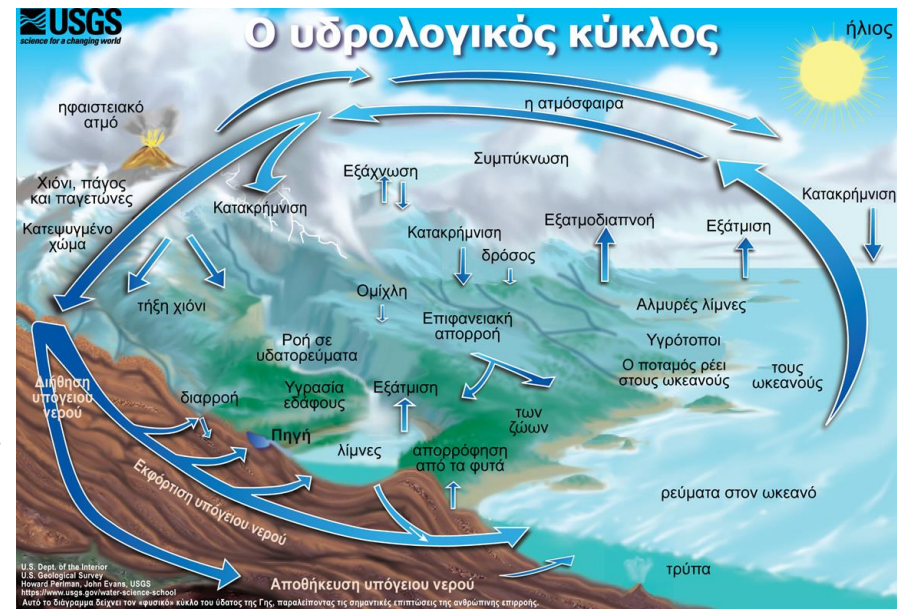 USGS
science for a changing world
Ο υδρολογικός κύκλος
ήλιος
ηφαιστειακό
ατμό
η ατμόσφαιρα
Συμπύκνωση
Εξάχνωση
Χιόνι, πάγος
και παγετώνες
Κατακρήμνιση
Κατακρήμνιση
Κατεψυγμένο
χώμα
Κατακρήμνιση
δρόσος
Εξατμοδιαπνοή
Εξάτμιση
τήξη χιόνι
Ομίχλη
Επιφανειακή
απορροή
Αλμυρές λίμνες
Ροή σε
υδατορεύματα
Υγρότοποι
Ο ποταμός ρέει
στους ωκεανούς
τους
ωκεανούς
Διήθηση
υπόγειου
νερού
διαρροή
Υγρασία
εδάφους
Εξάτμιση
των
ζώων
Πηγή
λίμνες
απορρόφηση
από τα φυτά
Εκφόρτιση υπόγειου νερού
ρεύματα στον ωκεανό
τρύπα
Αποθήκευση υπόγειου νερού
U.S. Dept. of the Interior
U.S. Geological Survey
Howard Perlman, John Evans, USGS
https://www.usgs.gov/water-science-school
Αυτό το διάγραμμα δείχνει τον «φυσικό» κύκλο του ύδατος της Γης, παραλείποντας τις σημαντικές επιπτώσεις της ανθρώπινης επιρροής.